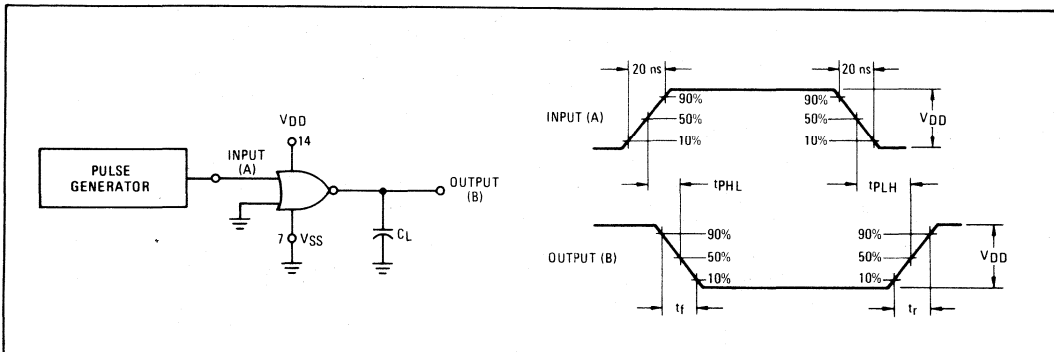 PULSE
GENERATOR
INPUT
(A)
VDD
14
7
VSS
CL
OUTPUT
(B)
20 ns
20 ns
INPUT (A)
90%
50%
10%
90%
50%
10%
VDD
tPHL
tPLH
OUTPUT (B)
90%
50%
10%
90%
50%
10%
VDD
tf
tr